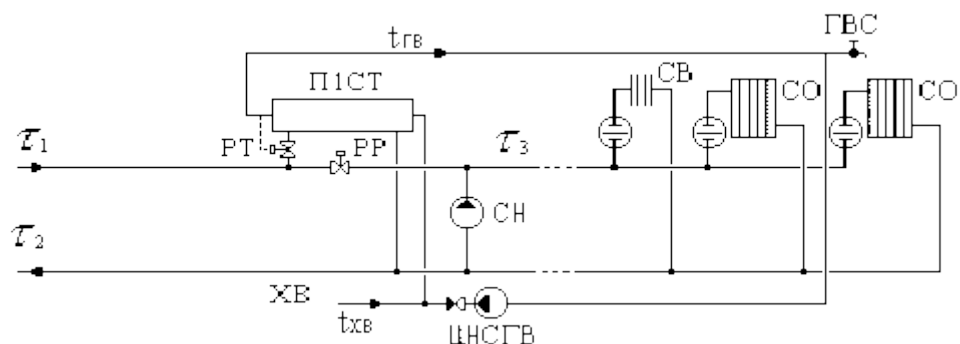 ГВС
tгв
П1СТ
СВ
СО
СО
τ1
РТ
РР
τ3
СН
τ2
ХВ
tхв
ЦНСГВ